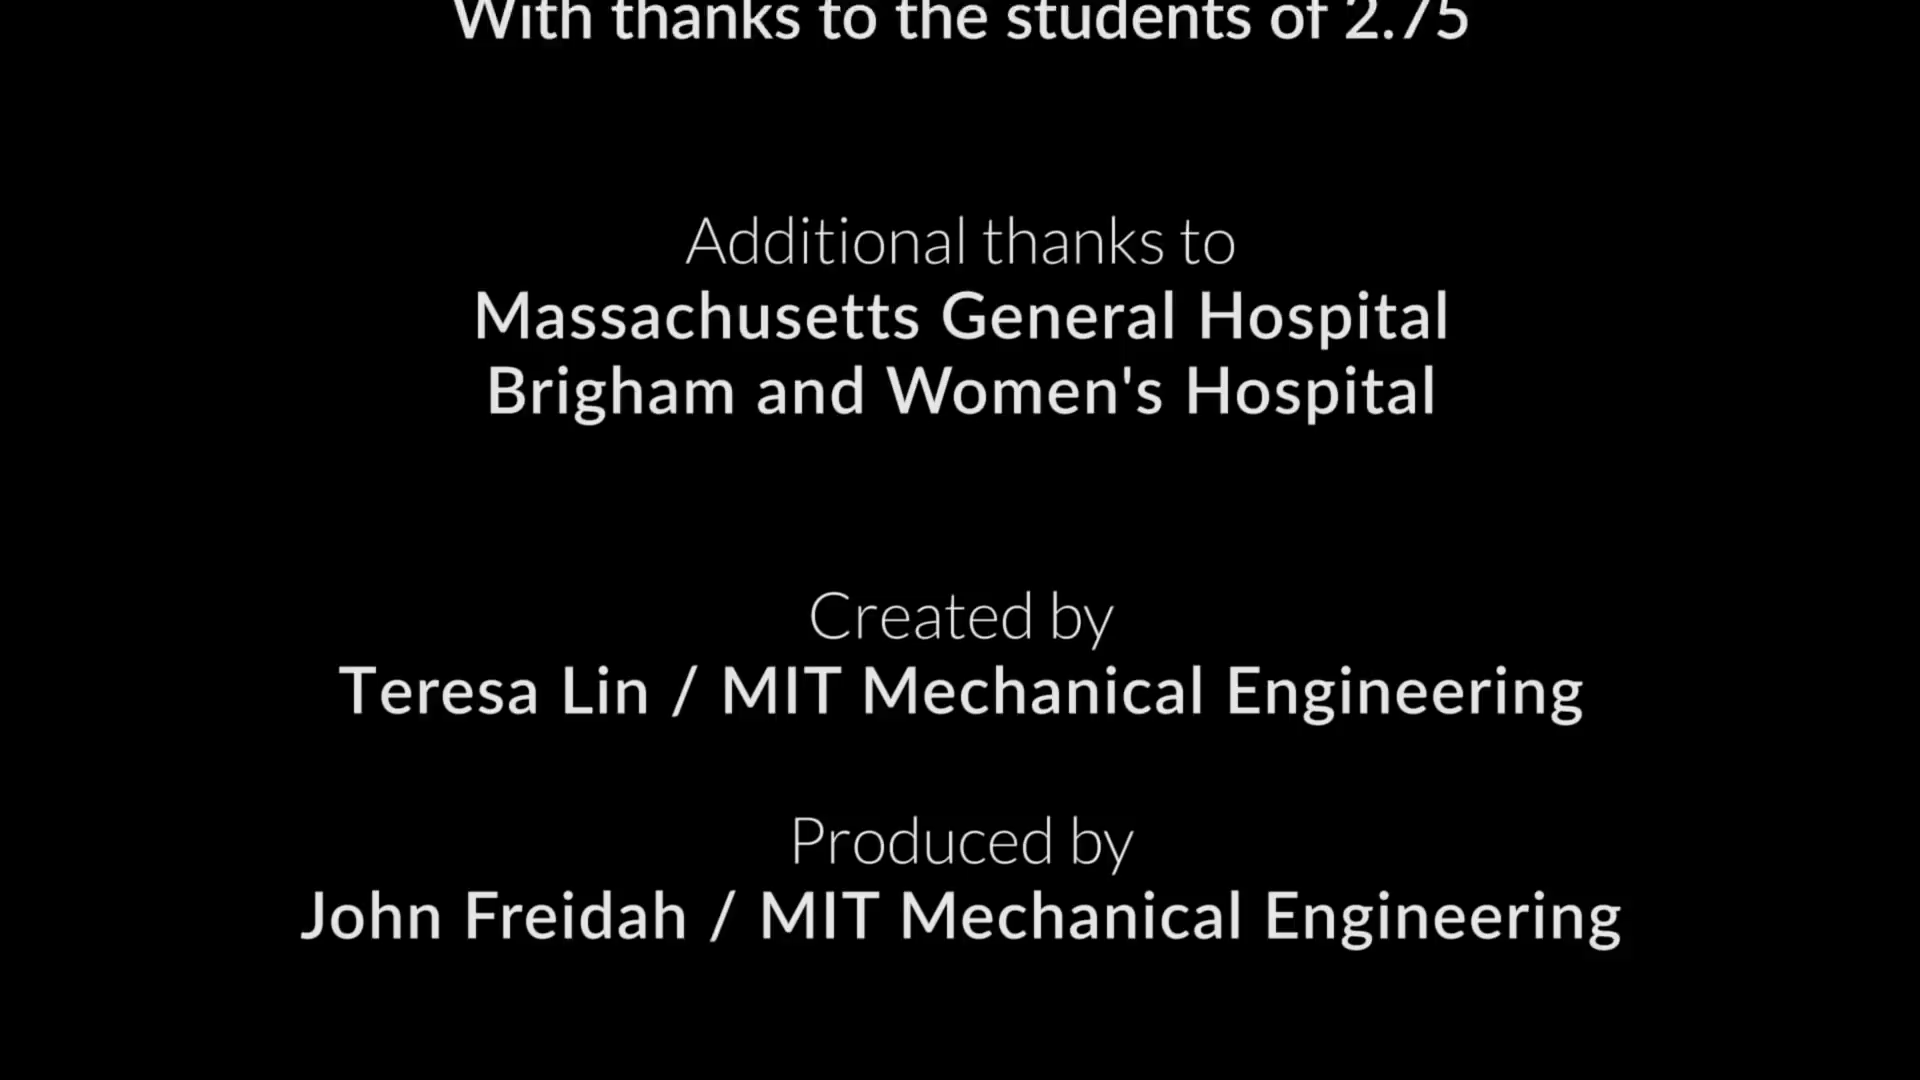 With thanks to the students of 2.75
Additional thanks to
Massachusetts General Hospital
Brigham and Women's Hospital
Created by
Teresa Lin / MIT Mechanical Engineering
Produced by
John Freidah / MIT Mechanical Engineering